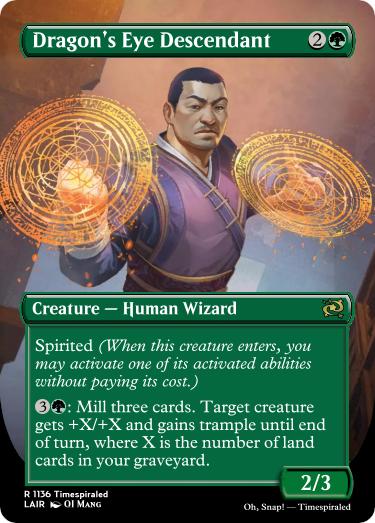 Dragon's Eye Descendant 2
Creature — Human Wizard
Spirited (When this creature enters, you
may activate one of its activated abilities
without paying its cost.)
3: Mill three cards. Target creature
gets +X/+X and gains trample until end
of turn, where X is the number of land
cards in your graveyard.
2/3
R 1136 Timespiraled
LAIR Ol Mang
Oh, Snap! — Timespiraled